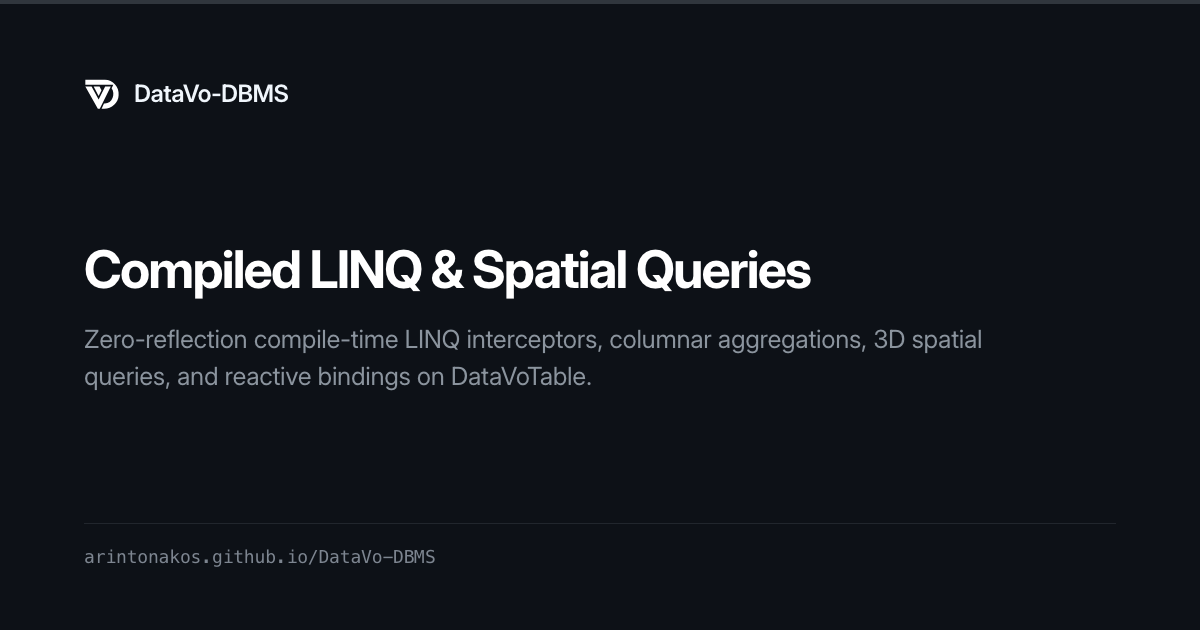 DataVo-DBMS
Compiled LINQ & Spatial Queries
Zero-reflection compile-time LINQ interceptors, columnar aggregations, 3D spatial
queries, and reactive bindings on DataVoTable.
arintonakos.github.io/DataVo-DBMS